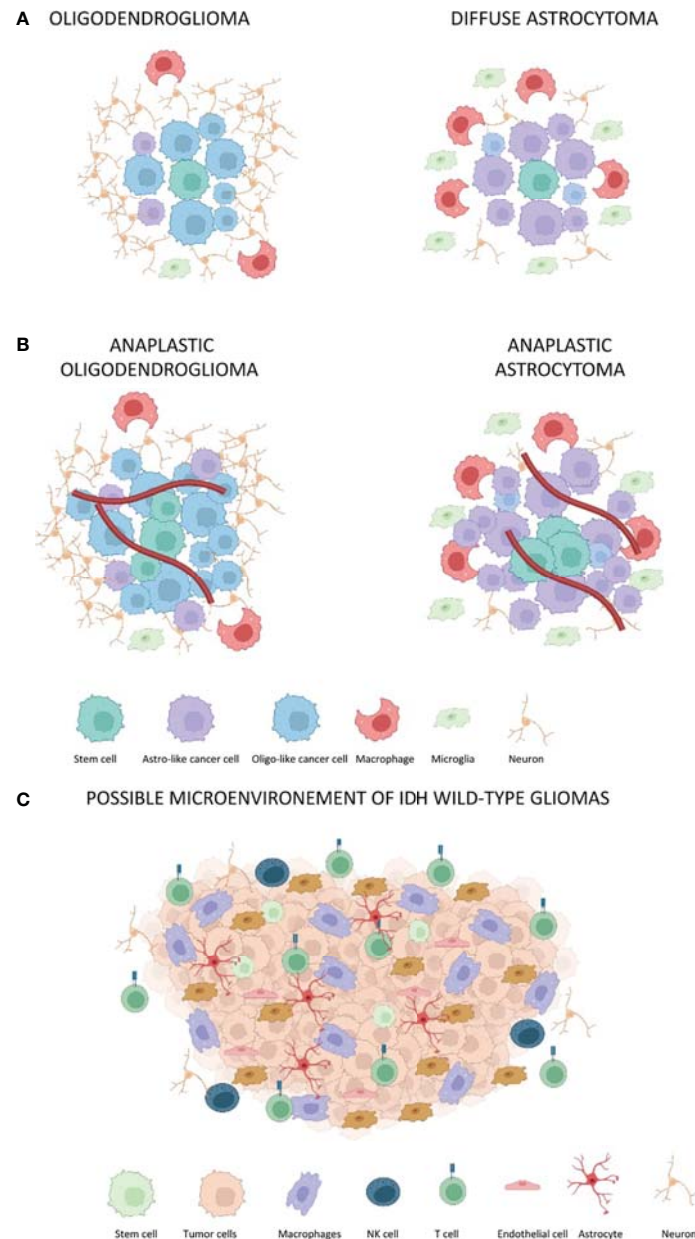 A
OLIGODENDROGLIOMA
DIFFUSE ASTROCYTOMA
B
ANAPLASTIC
OLIGODENDROGLIOMA
ANAPLASTIC
ASTROCYTOMA
Stem cell
Astro-like cancer cell
Oligo-like cancer cell
Macrophage
Microglia
Neuron
C
POSSIBLE MICROENVIRONEMENT OF IDH WILD-TYPE GLIOMAS
Stem cell
Tumor cells
Macrophages
NK cell
T cell
Endothelial cell
Astrocyte
Neuron